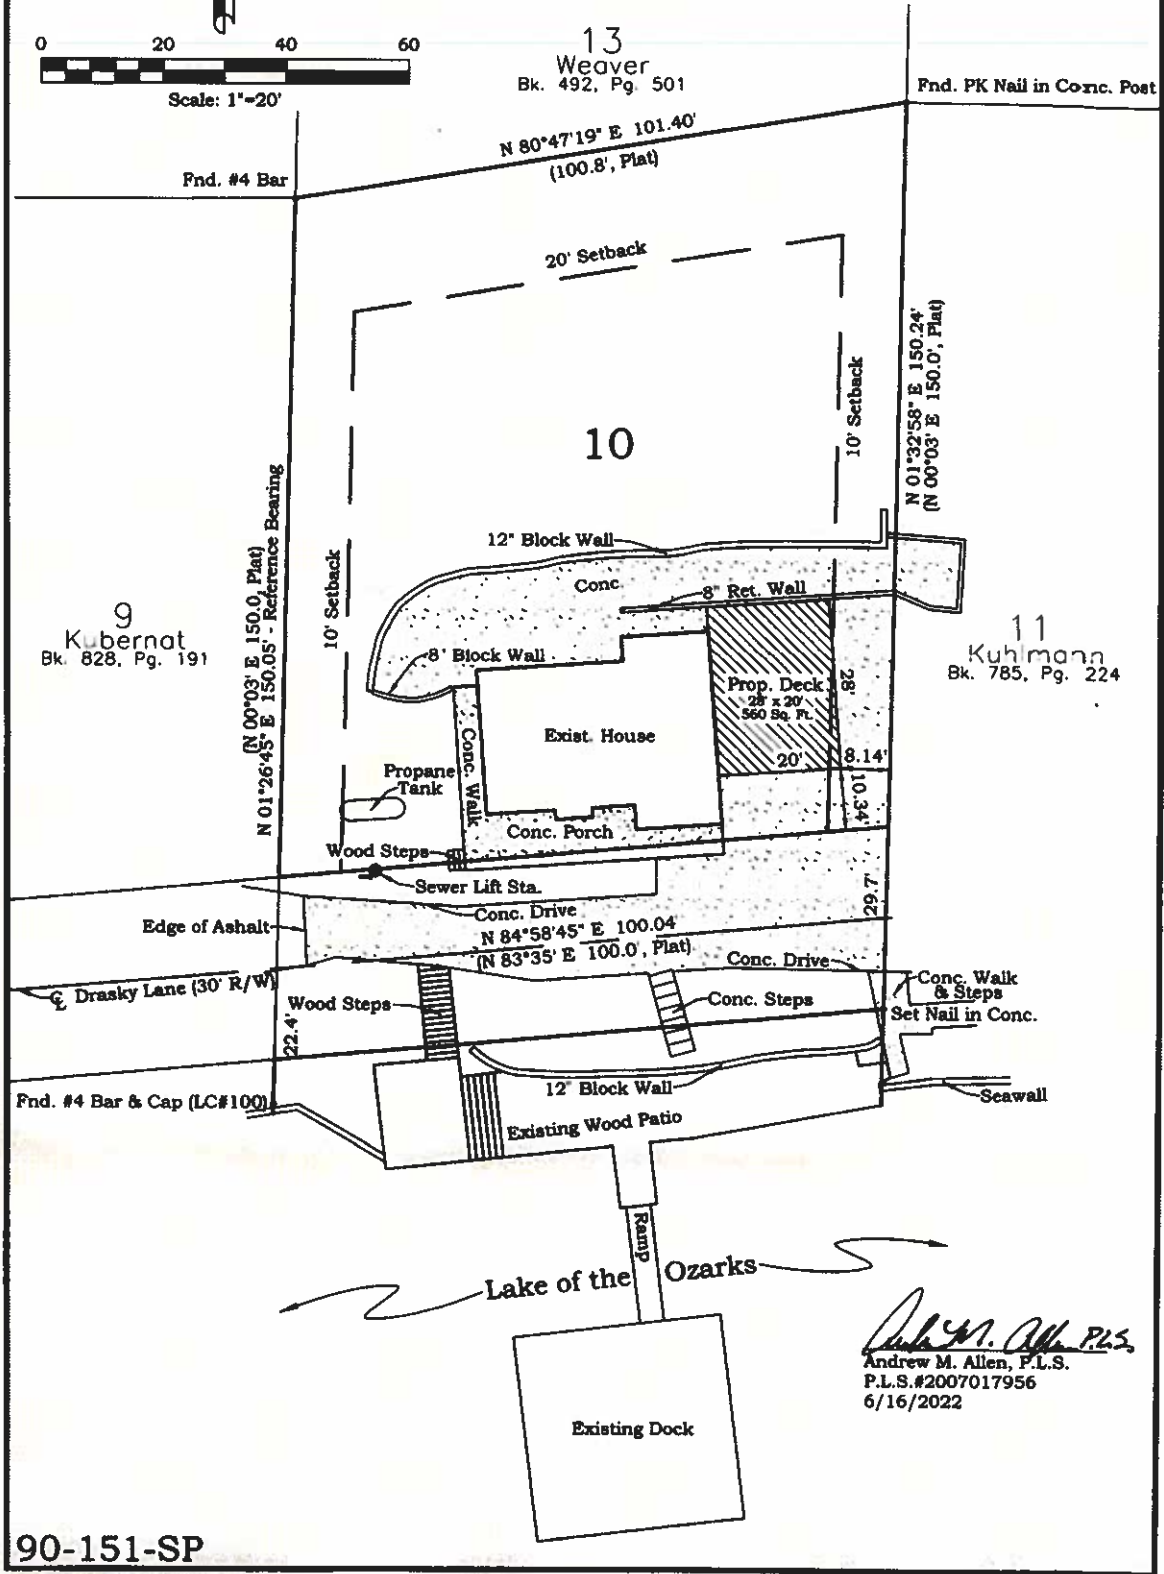 0 20 40 60
Scale: 1"=20'
13
Weaver
Bk. 492, Pg. 501
Fnd. PK Nail in Conc. Post
N 80°47'19" E 101.40'
(100.8', Plat)
Fnd. #4 Bar
20' Setback
10' Setback
N 01°32'58" E 150.24'
(N 00°03' E 150.0', Plat)
10
(N 00°03' E 150.0, Plat)
N 01°26'45" E 150.05' - Reference Bearing
10' Setback
12" Block Wall
Conc.
8" Ret. Wall
9
Kubernat
Bk. 828, Pg. 191
11
Kuhlmann
Bk. 785, Pg. 224
8' Block Wall
Prop. Deck
28' x 20'
560 Sq. Ft.
28'
Exist. House
Conc. Walk
20'
8.14'
10.34'
Propane
Tank
Conc. Porch
Wood Steps
Sewer Lift Sta.
29.7'
Conc. Drive
Edge of Ashalt
N 84°58'45" E 100.04
(N 83°35' E 100.0', Plat)
Conc. Drive
Conc. Walk
& Steps
℄ Drasky Lane (30' R/W)
Wood Steps
Conc. Steps
Set Nail in Conc.
22.4'
12" Block Wall
Seawall
Fnd. #4 Bar & Cap (LC#100)
Existing Wood Patio
Ramp
Lake of the Ozarks
Andrew M. Allen P.L.S.
Andrew M. Allen, P.L.S.
P.L.S.#2007017956
6/16/2022
Existing Dock
90-151-SP